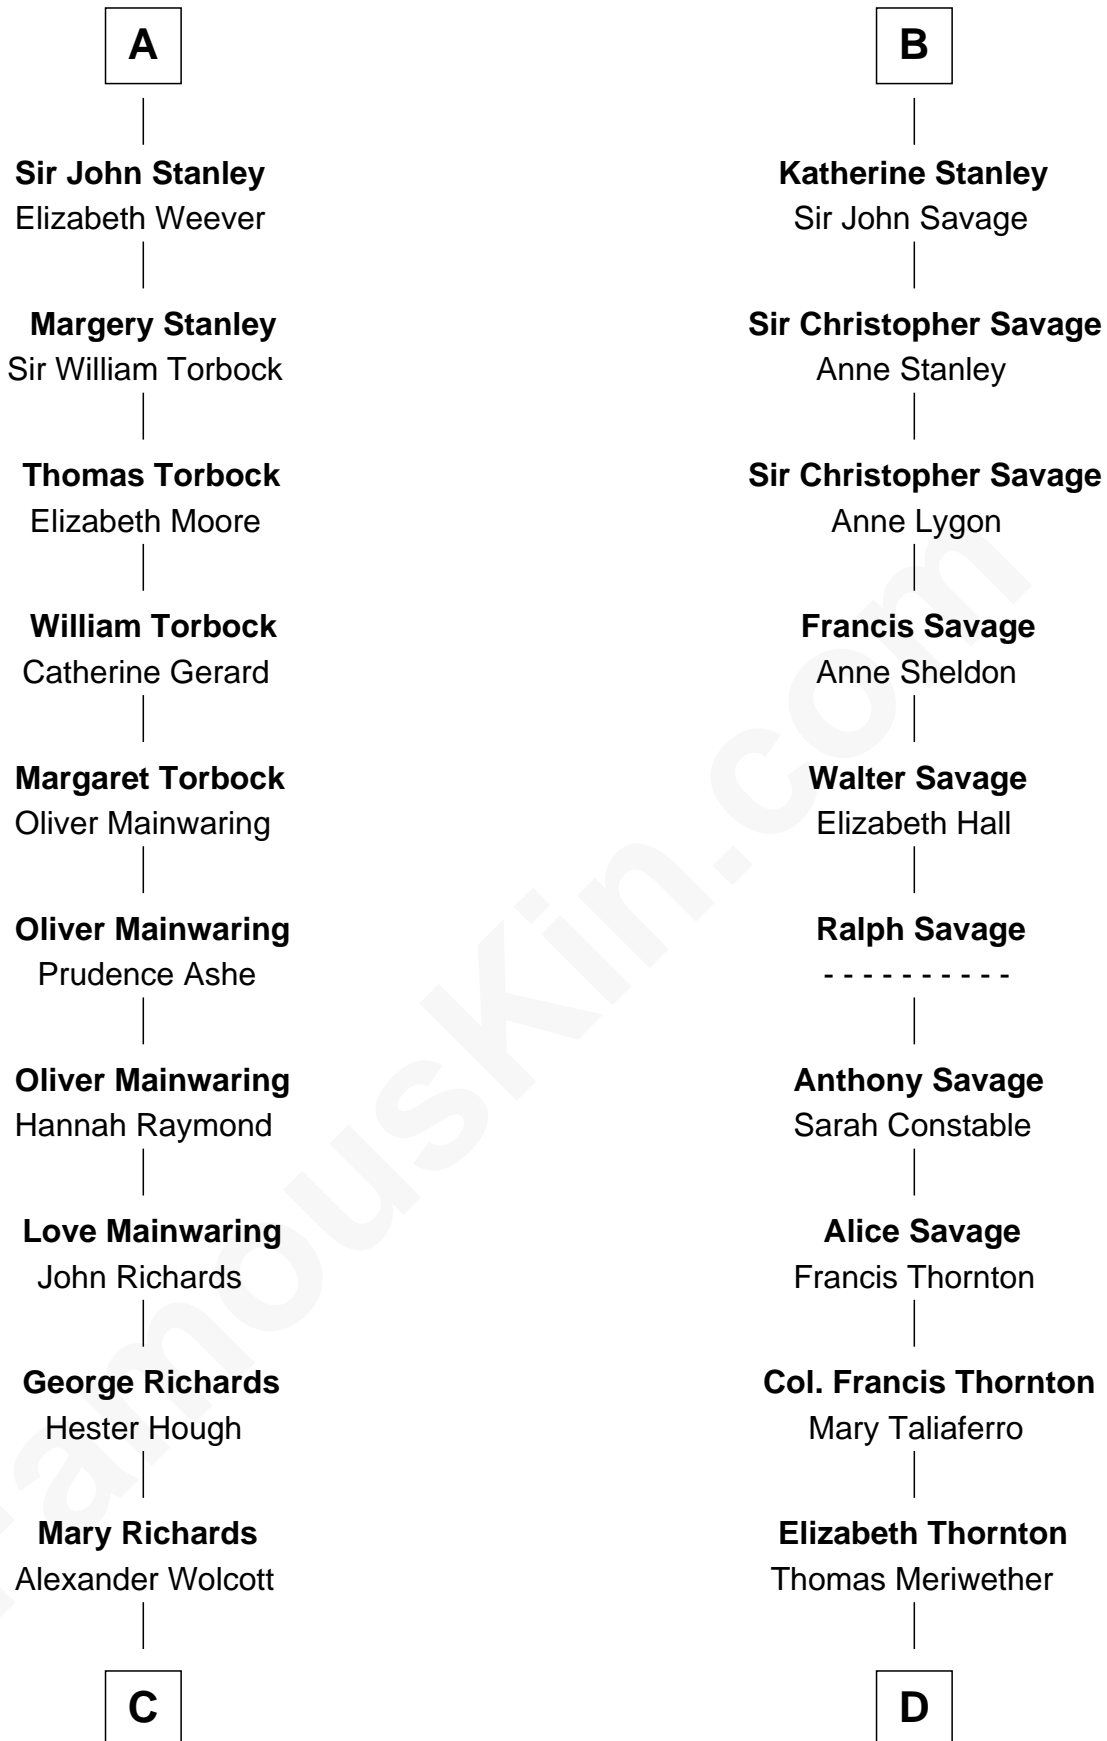 A
Sir John Stanley
Elizabeth Weever
Margery Stanley
Sir William Torbock
Thomas Torbock
Elizabeth Moore
William Torbock
Catherine Gerard
Margaret Torbock
Oliver Mainwaring
Oliver Mainwaring
Prudence Ashe
Oliver Mainwaring
Hannah Raymond
Love Mainwaring
John Richards
George Richards
Hester Hough
Mary Richards
Alexander Wolcott
C
B
Katherine Stanley
Sir John Savage
Sir Christopher Savage
Anne Stanley
Sir Christopher Savage
Anne Lygon
Francis Savage
Anne Sheldon
Walter Savage
Elizabeth Hall
Ralph Savage
- - - - - - - - - -
Anthony Savage
Sarah Constable
Alice Savage
Francis Thornton
Col. Francis Thornton
Mary Taliaferro
Elizabeth Thornton
Thomas Meriwether
D
FamousKin.com